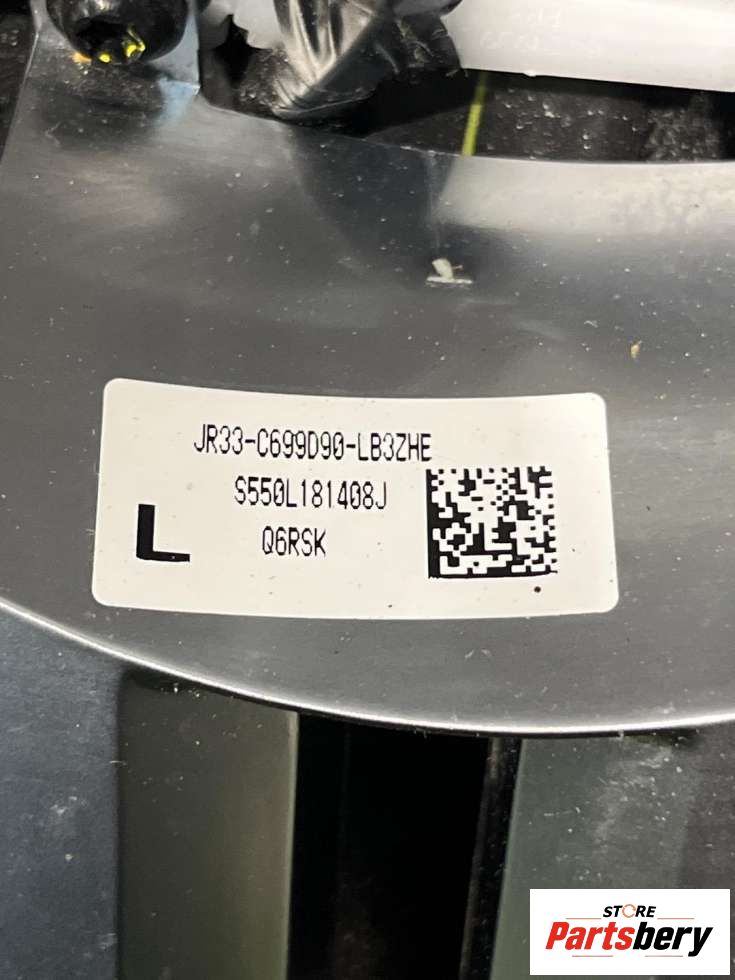 JR33-C699D90-LB3ZHE
S550L181408J
L
Q6RSK
STORE
Partsbery